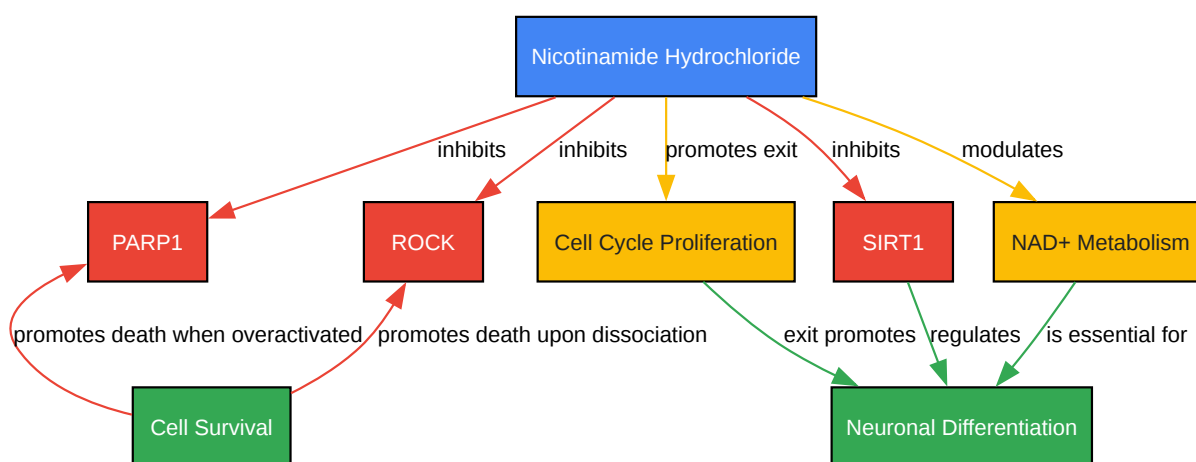 Nicotinamide Hydrochloride
inhibits
inhibits
promotes exit
inhibits
modulates
PARP1
ROCK
Cell Cycle Proliferation
SIRT1
NAD+ Metabolism
promotes death when overactivated
promotes death upon dissociation
exit promotes
regulates
is essential for
Cell Survival
Neuronal Differentiation